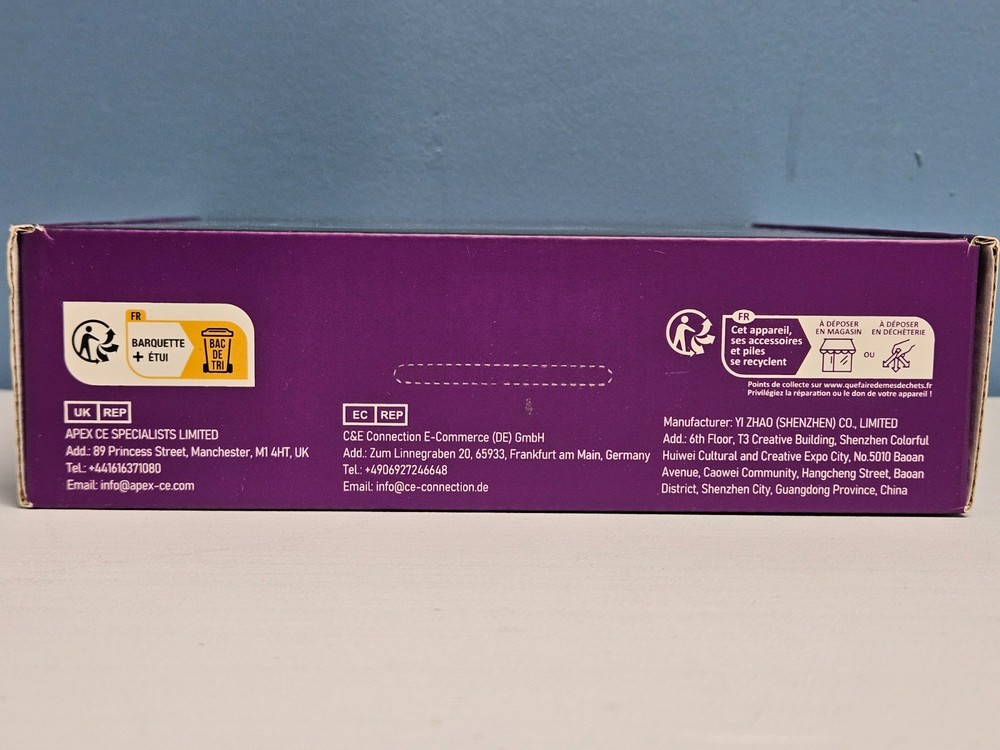 FR
BARQUETTE
+ ÉTUI
BAC
DE
TRI
UK REP
APEX CE SPECIALISTS LIMITED
Add.: 89 Princess Street, Manchester, M1 4HT, UK
Tel.: +441616371080
Email: info@apex-ce.com
EC REP
C&E Connection E-Commerce (DE) GmbH
Add.: Zum Linnegraben 20, 65933, Frankfurt am Main, Germany
Tel.: +4906927246648
Email: info@ce-connection.de
FR
Cet appareil,
ses accessoires
et piles
se recyclent
À DÉPOSER
EN MAGASIN
OU
À DÉPOSER
EN DÉCHÈTERIE
Points de collecte sur www.quefairedemesdechets.fr
Privilégiez la réparation ou le don de votre appareil !
Manufacturer: YI ZHAO (SHENZHEN) CO., LIMITED
Add.: 6th Floor, T3 Creative Building, Shenzhen Colorful
Huiwei Cultural and Creative Expo City, No.5010 Baoan
Avenue, Caowei Community, Hangcheng Street, Baoan
District, Shenzhen City, Guangdong Province, China